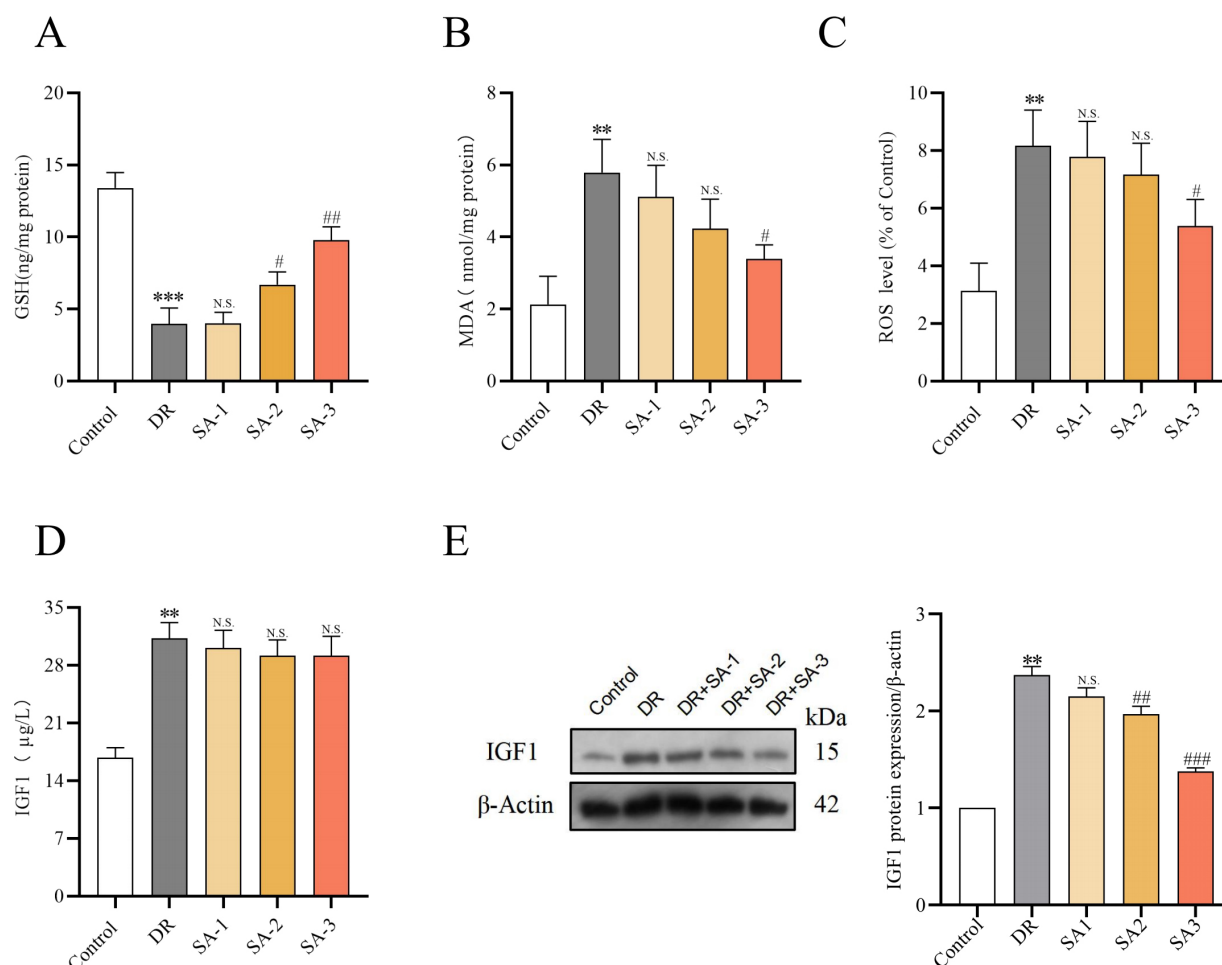 A
B
C
GSH(ng/mg protein)
20
15
10
5
0
***
N.S.
#
##
Control
DR
SA-1
SA-2
SA-3
MDA ( nmol/mg protein)
8
6
4
2
0
**
N.S.
N.S.
#
Control
DR
SA-1
SA-2
SA-3
ROS level (% of Control)
10
8
6
4
2
0
**
N.S.
N.S.
#
Control
DR
SA-1
SA-2
SA-3
D
E
IGF1 ( μg/L)
35
28
21
14
7
0
**
N.S.
N.S.
N.S.
Control
DR
SA-1
SA-2
SA-3
Control
DR
DR+SA-1
DR+SA-2
DR+SA-3
kDa
IGF1
15
β-Actin
42
IGF1 protein expression/β-actin
3
2
1
0
**
N.S.
##
###
Control
DR
SA1
SA2
SA3